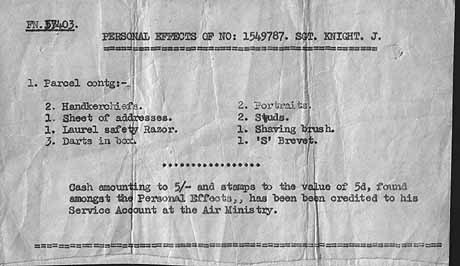 FN.37403.
PERSONAL EFFECTS OF NO: 1549787. SGT. KNIGHT. J.
1. Parcel contg:-
2. Handkerchiefs. 2. Portraits.
1. Sheet of addresses. 2. Studs.
1. Laurel safety Razor. 1. Shaving brush.
3. Darts in box. 1. 'S' Brevet.
Cash amounting to 5/- and stamps to the value of 5d, found
amongst the Personal Effects,, has been been credited to his
Service Account at the Air Ministry.